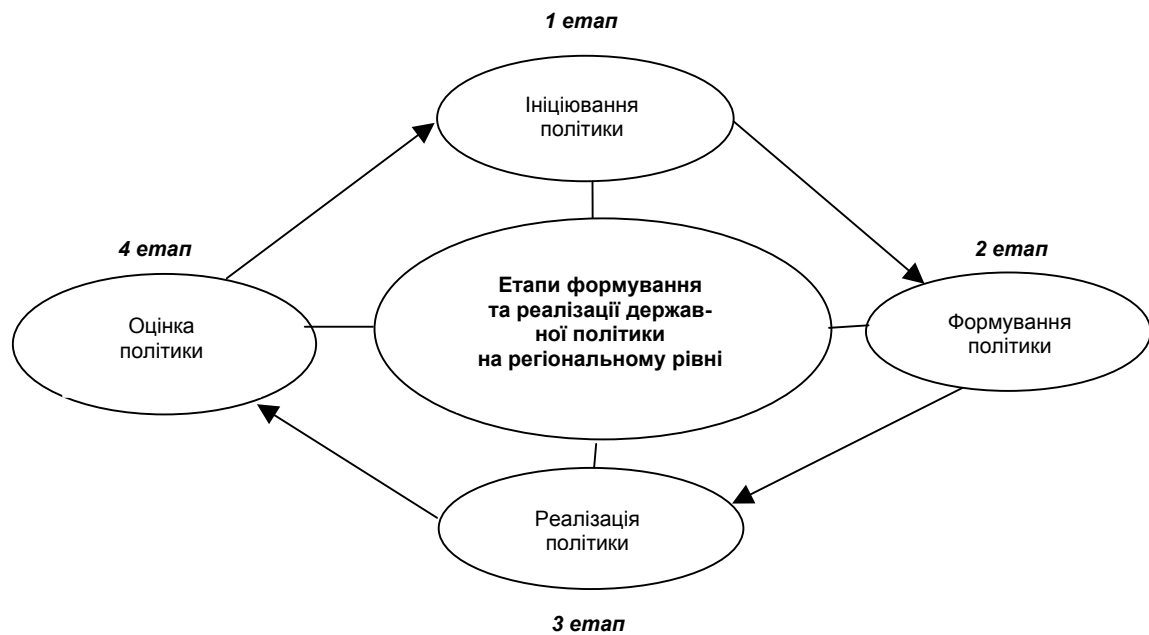 1 етап
Ініціювання
політики
4 етап
2 етап
Етапи формування
та реалізації держав-
ної політики
на регіональному рівні
Оцінка
політики
Формування
політики
Реалізація
політики
3 етап